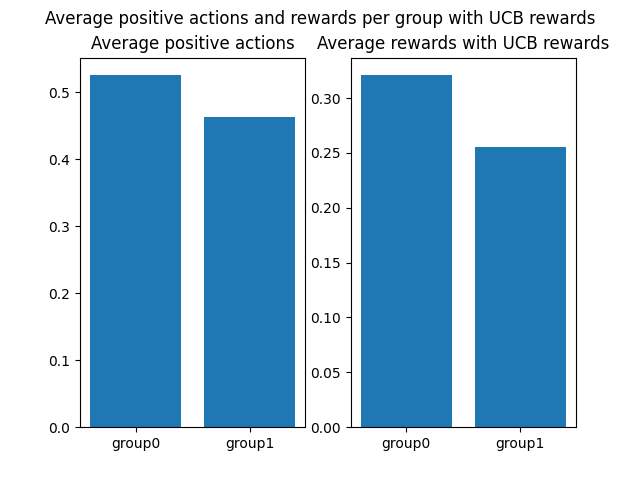 Average positive actions and rewards per group with UCB rewards
Average positive actions
0.5
0.4
0.3
0.2
0.1
0.0
group0 group1
Average rewards with UCB rewards
0.30
0.25
0.20
0.15
0.10
0.05
0.00
group0 group1